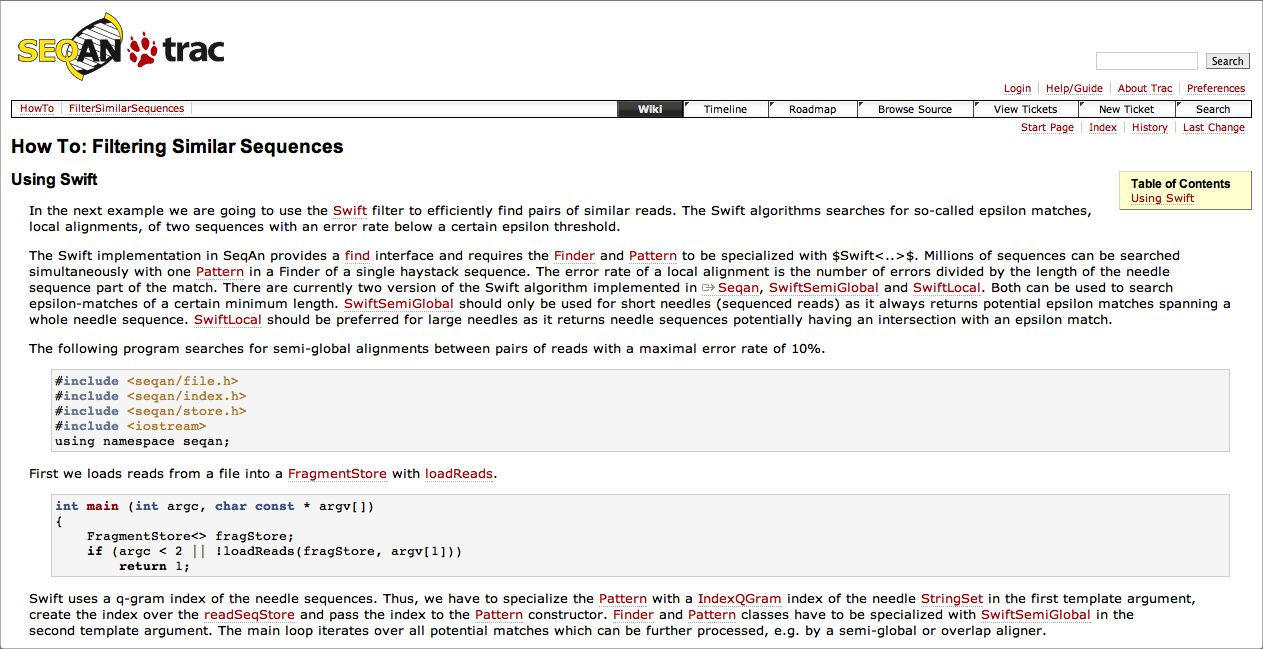 SEQAN trac
Search
Login Help/Guide About Trac Preferences
HowTo FilterSimilarSequences Wiki Timeline Roadmap Browse Source View Tickets New Ticket Search
Start Page Index History Last Change
How To: Filtering Similar Sequences
Using Swift
Table of Contents
Using Swift
In the next example we are going to use the Swift filter to efficiently find pairs of similar reads. The Swift algorithms searches for so-called epsilon matches,
local alignments, of two sequences with an error rate below a certain epsilon threshold.
The Swift implementation in SeqAn provides a find interface and requires the Finder and Pattern to be specialized with $Swift<..>$. Millions of sequences can be searched
simultaneously with one Pattern in a Finder of a single haystack sequence. The error rate of a local alignment is the number of errors divided by the length of the needle
sequence part of the match. There are currently two version of the Swift algorithm implemented in Seqan, SwiftSemiGlobal and SwiftLocal. Both can be used to search
epsilon-matches of a certain minimum length. SwiftSemiGlobal should only be used for short needles (sequenced reads) as it always returns potential epsilon matches spanning a
whole needle sequence. SwiftLocal should be preferred for large needles as it returns needle sequences potentially having an intersection with an epsilon match.
The following program searches for semi-global alignments between pairs of reads with a maximal error rate of 10%.
#include <seqan/file.h>
#include <seqan/index.h>
#include <seqan/store.h>
#include <iostream>
using namespace seqan;
First we loads reads from a file into a FragmentStore with loadReads.
int main (int argc, char const * argv[])
{
    FragmentStore<> fragStore;
    if (argc < 2 || !loadReads(fragStore, argv[1]))
        return 1;
Swift uses a q-gram index of the needle sequences. Thus, we have to specialize the Pattern with a IndexQGram index of the needle StringSet in the first template argument,
create the index over the readSeqStore and pass the index to the Pattern constructor. Finder and Pattern classes have to be specialized with SwiftSemiGlobal in the
second template argument. The main loop iterates over all potential matches which can be further processed, e.g. by a semi-global or overlap aligner.